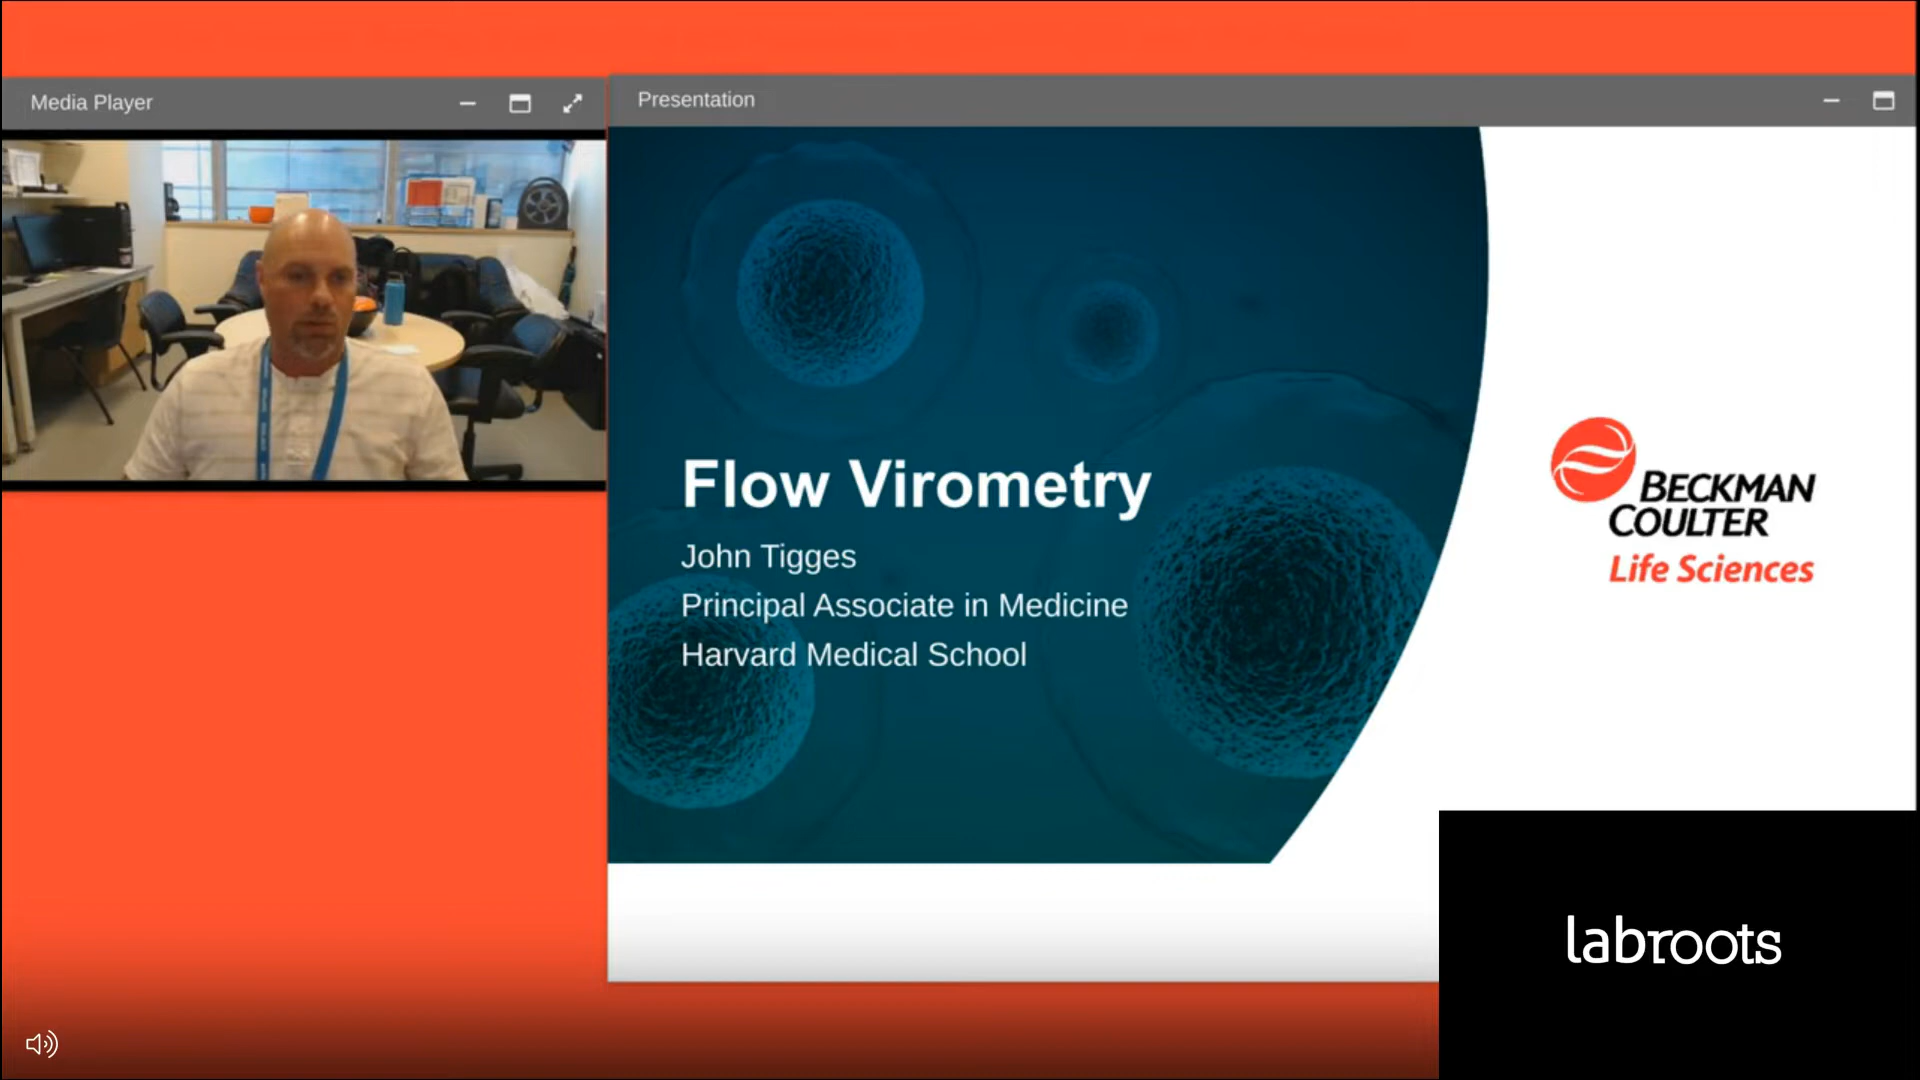 Media Player
Presentation
Flow Virometry
John Tigges
Principal Associate in Medicine
Harvard Medical School
BECKMAN
COULTER
Life Sciences
labroots